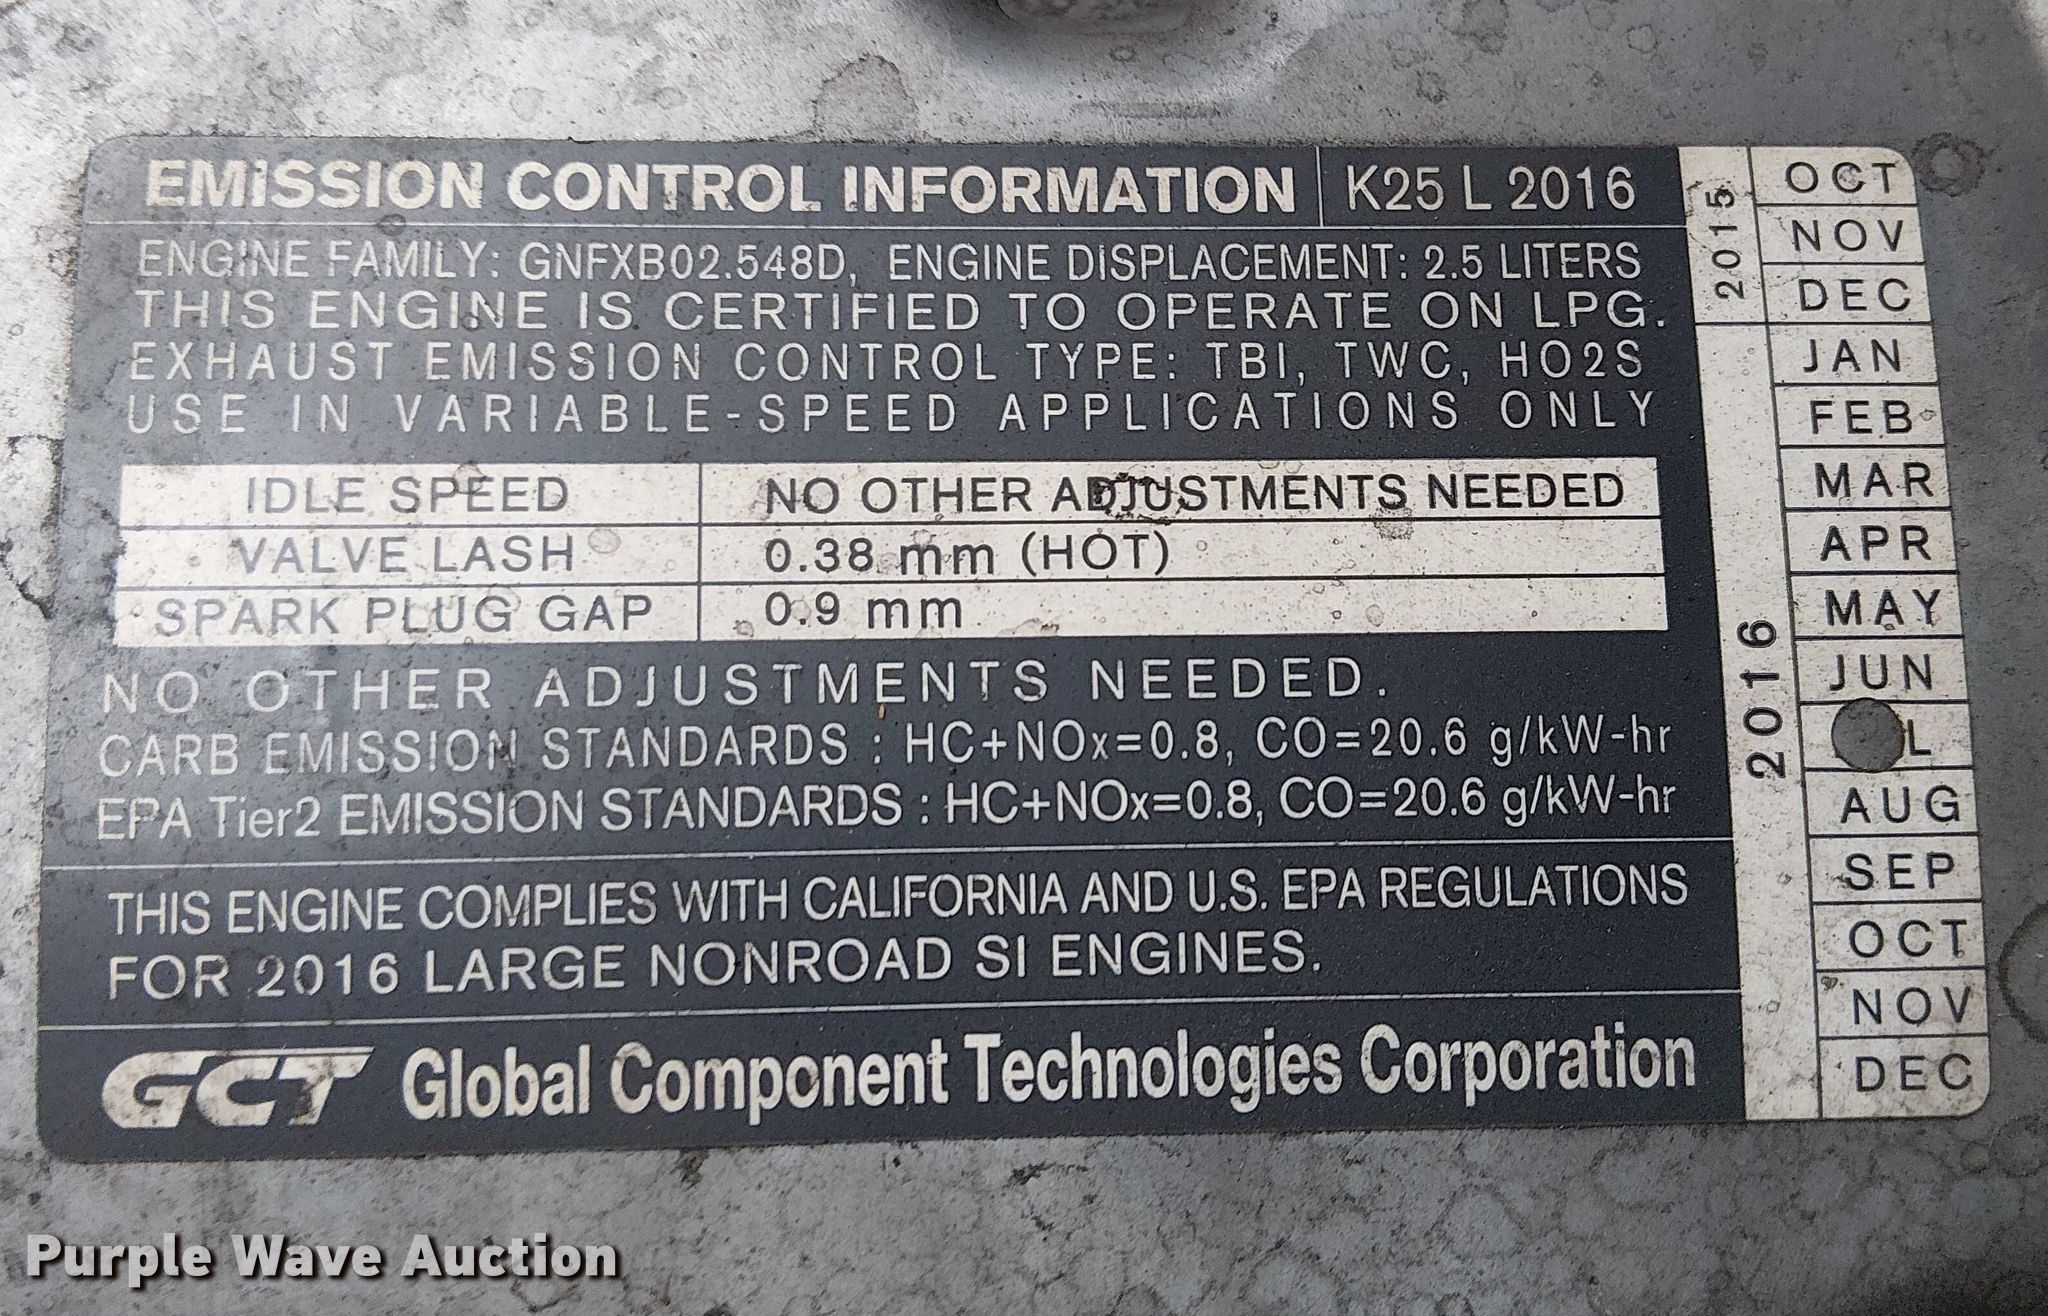 EMISSION CONTROL INFORMATION K25 L 2016
ENGINE FAMILY: GNFXB02.548D, ENGINE DISPLACEMENT: 2.5 LITERS
THIS ENGINE IS CERTIFIED TO OPERATE ON LPG.
EXHAUST EMISSION CONTROL TYPE: TBI, TWC, HO2S
USE IN VARIABLE-SPEED APPLICATIONS ONLY
IDLE SPEED NO OTHER ADJUSTMENTS NEEDED
VALVE LASH 0.38 mm (HOT)
SPARK PLUG GAP 0.9 mm
NO OTHER ADJUSTMENTS NEEDED.
CARB EMISSION STANDARDS : HC+NOx=0.8, CO=20.6 g/kW-hr
EPA Tier2 EMISSION STANDARDS : HC+NOx=0.8, CO=20.6 g/kW-hr
THIS ENGINE COMPLIES WITH CALIFORNIA AND U.S. EPA REGULATIONS
FOR 2016 LARGE NONROAD SI ENGINES.
GCT Global Component Technologies Corporation
2015
OCT
NOV
DEC
2016
JAN
FEB
MAR
APR
MAY
JUN
L
AUG
SEP
OCT
NOV
DEC
Purple Wave Auction